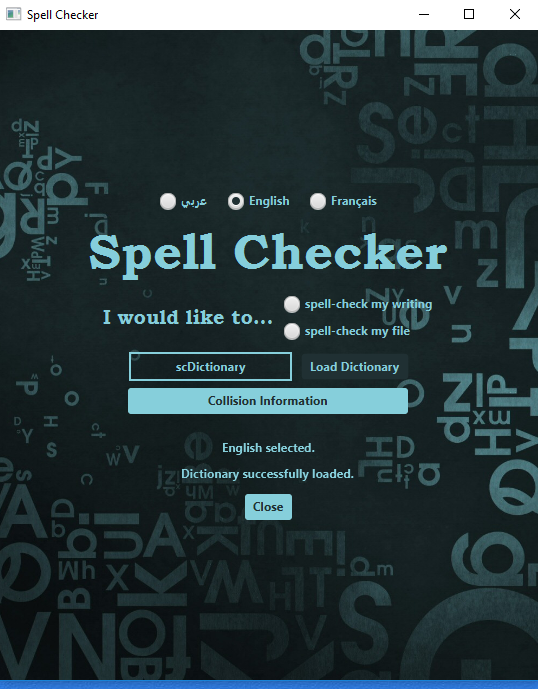 Spell Checker
عربي English Français
Spell Checker
I would like to...
spell-check my writing
spell-check my file
scDictionary Load Dictionary
Collision Information
English selected.
Dictionary successfully loaded.
Close